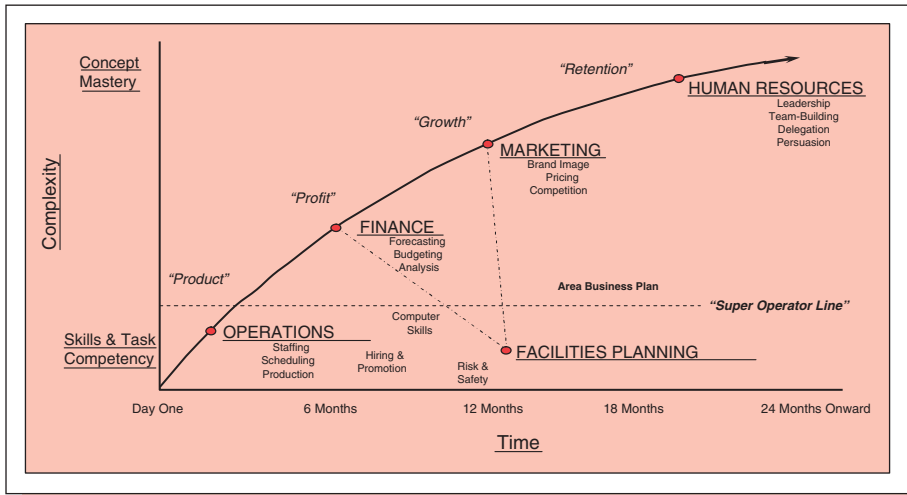 Concept
Mastery
“Retention”
HUMAN RESOURCES
Leadership
Team-Building
Delegation
Persuasion
“Growth”
MARKETING
Brand Image
Pricing
Competition
Complexity
“Profit”
FINANCE
Forecasting
Budgeting
Analysis
“Product”
Area Business Plan
“Super Operator Line”
Computer
Skills
Skills & Task
Competency
OPERATIONS
Staffing
Scheduling
Production
Hiring &
Promotion
Risk &
Safety
FACILITIES PLANNING
Day One
6 Months
12 Months
18 Months
24 Months Onward
Time